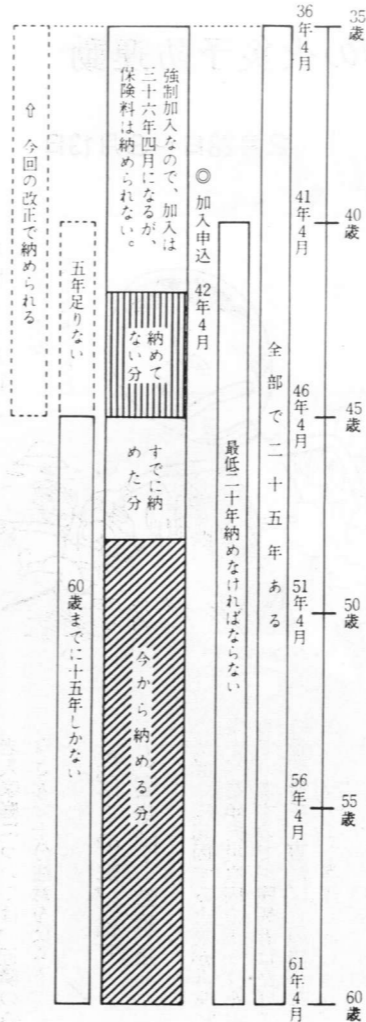 35歳
40歳
45歳
50歳
55歳
60歳
36年4月
41年4月
46年4月
51年4月
56年4月
61年4月
全部で二十五年ある
最低二十年納めなければならない
◎加入申込
42年4月
強制加入なので、加入は
三十六年四月になるが、
保険料は納められない。
納めて
ない分
すでに納
めた分
今から納める分
五年足りない
60歳までに十五年しかない
⇧今回の改正で納められる